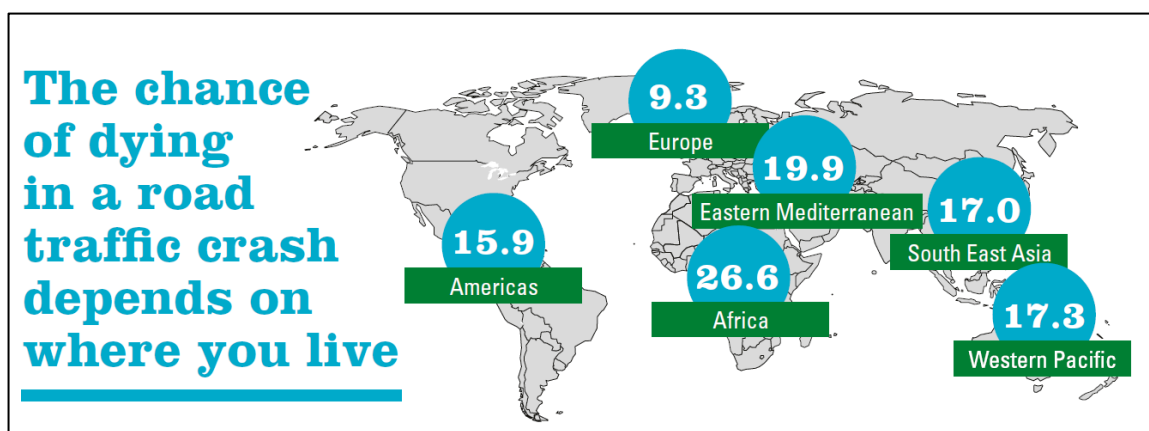 The chance
of dying
in a road
traffic crash
depends on
where you live
9.3
Europe
19.9
Eastern Mediterranean
17.0
South East Asia
15.9
Americas
26.6
Africa
17.3
Western Pacific